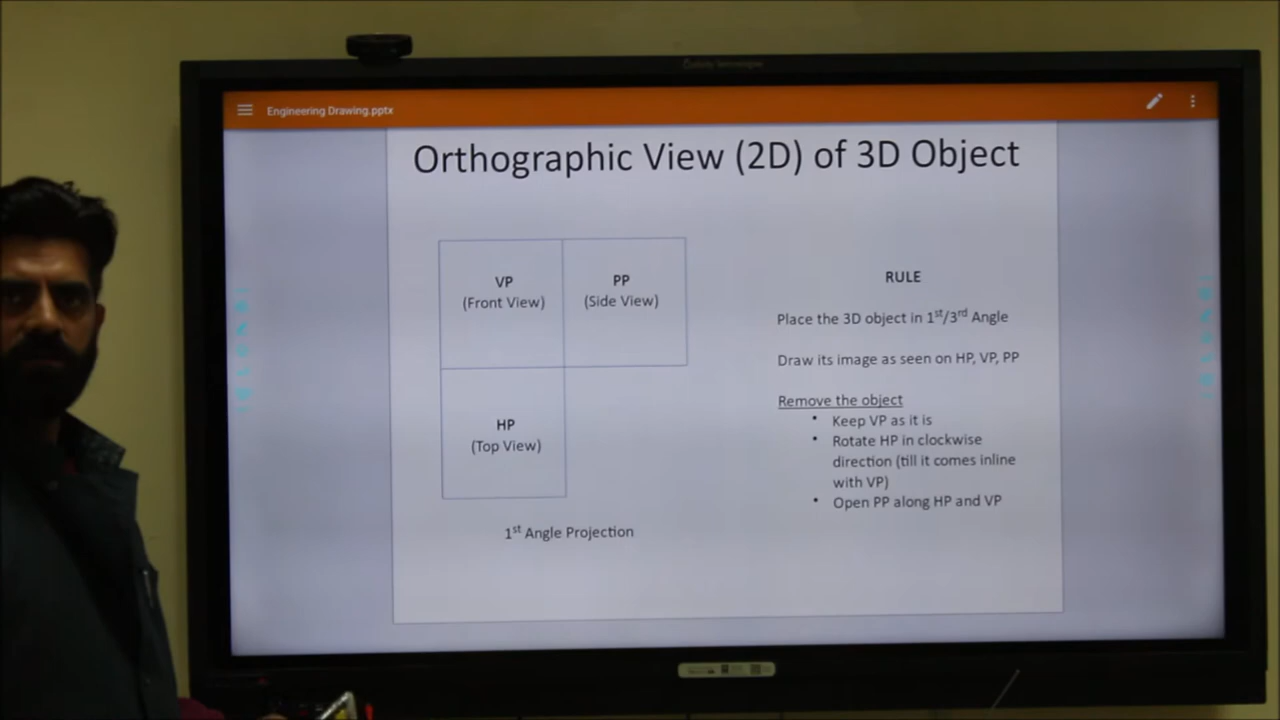 Engineering Drawing.pptx
Orthographic View (2D) of 3D Object
VP
(Front View)
PP
(Side View)
HP
(Top View)
1st Angle Projection
RULE
Place the 3D object in 1st/3rd Angle
Draw its image as seen on HP, VP, PP
Remove the object
• Keep VP as it is
• Rotate HP in clockwise
direction (till it comes inline
with VP)
• Open PP along HP and VP